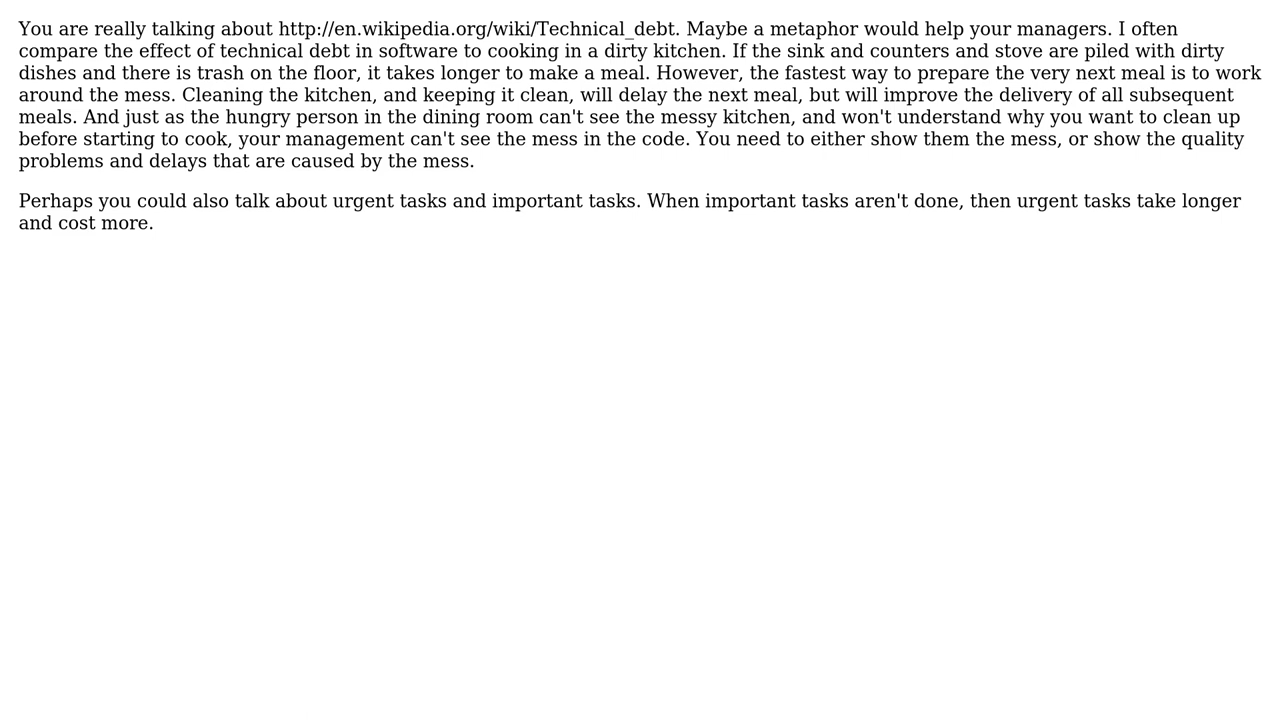 You are really talking about http://en.wikipedia.org/wiki/Technical_debt. Maybe a metaphor would help your managers. I often
compare the effect of technical debt in software to cooking in a dirty kitchen. If the sink and counters and stove are piled with dirty
dishes and there is trash on the floor, it takes longer to make a meal. However, the fastest way to prepare the very next meal is to work
around the mess. Cleaning the kitchen, and keeping it clean, will delay the next meal, but will improve the delivery of all subsequent
meals. And just as the hungry person in the dining room can't see the messy kitchen, and won't understand why you want to clean up
before starting to cook, your management can't see the mess in the code. You need to either show them the mess, or show the quality
problems and delays that are caused by the mess.
Perhaps you could also talk about urgent tasks and important tasks. When important tasks aren't done, then urgent tasks take longer
and cost more.